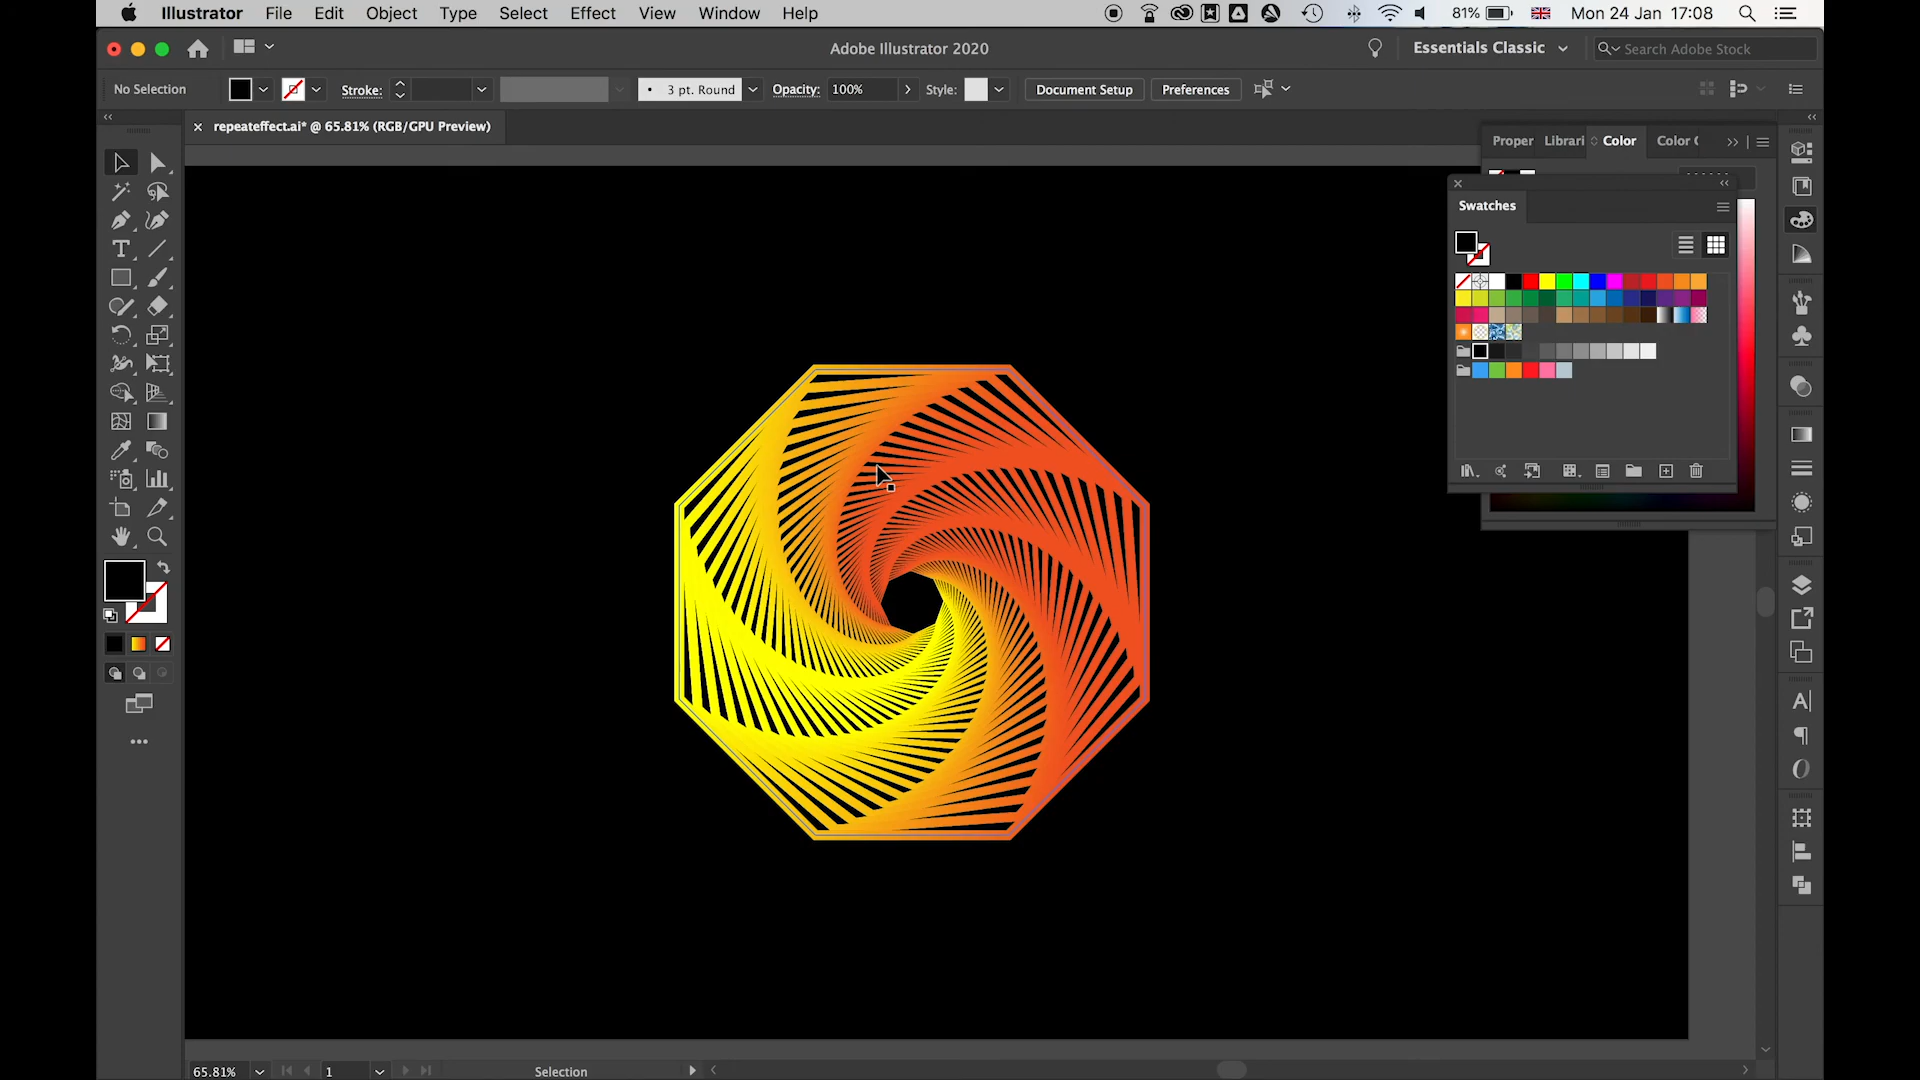 Illustrator File Edit Object Type Select Effect View Window Help 81% Mon 24 Jan 17:08
Adobe Illustrator 2020 Essentials Classic Search Adobe Stock
No Selection Stroke: 3 pt. Round Opacity: 100% Style: Document Setup Preferences
repeateffect.ai* @ 65.81% (RGB/GPU Preview)
Proper Librari Color Color
Swatches
65.81% 1 Selection